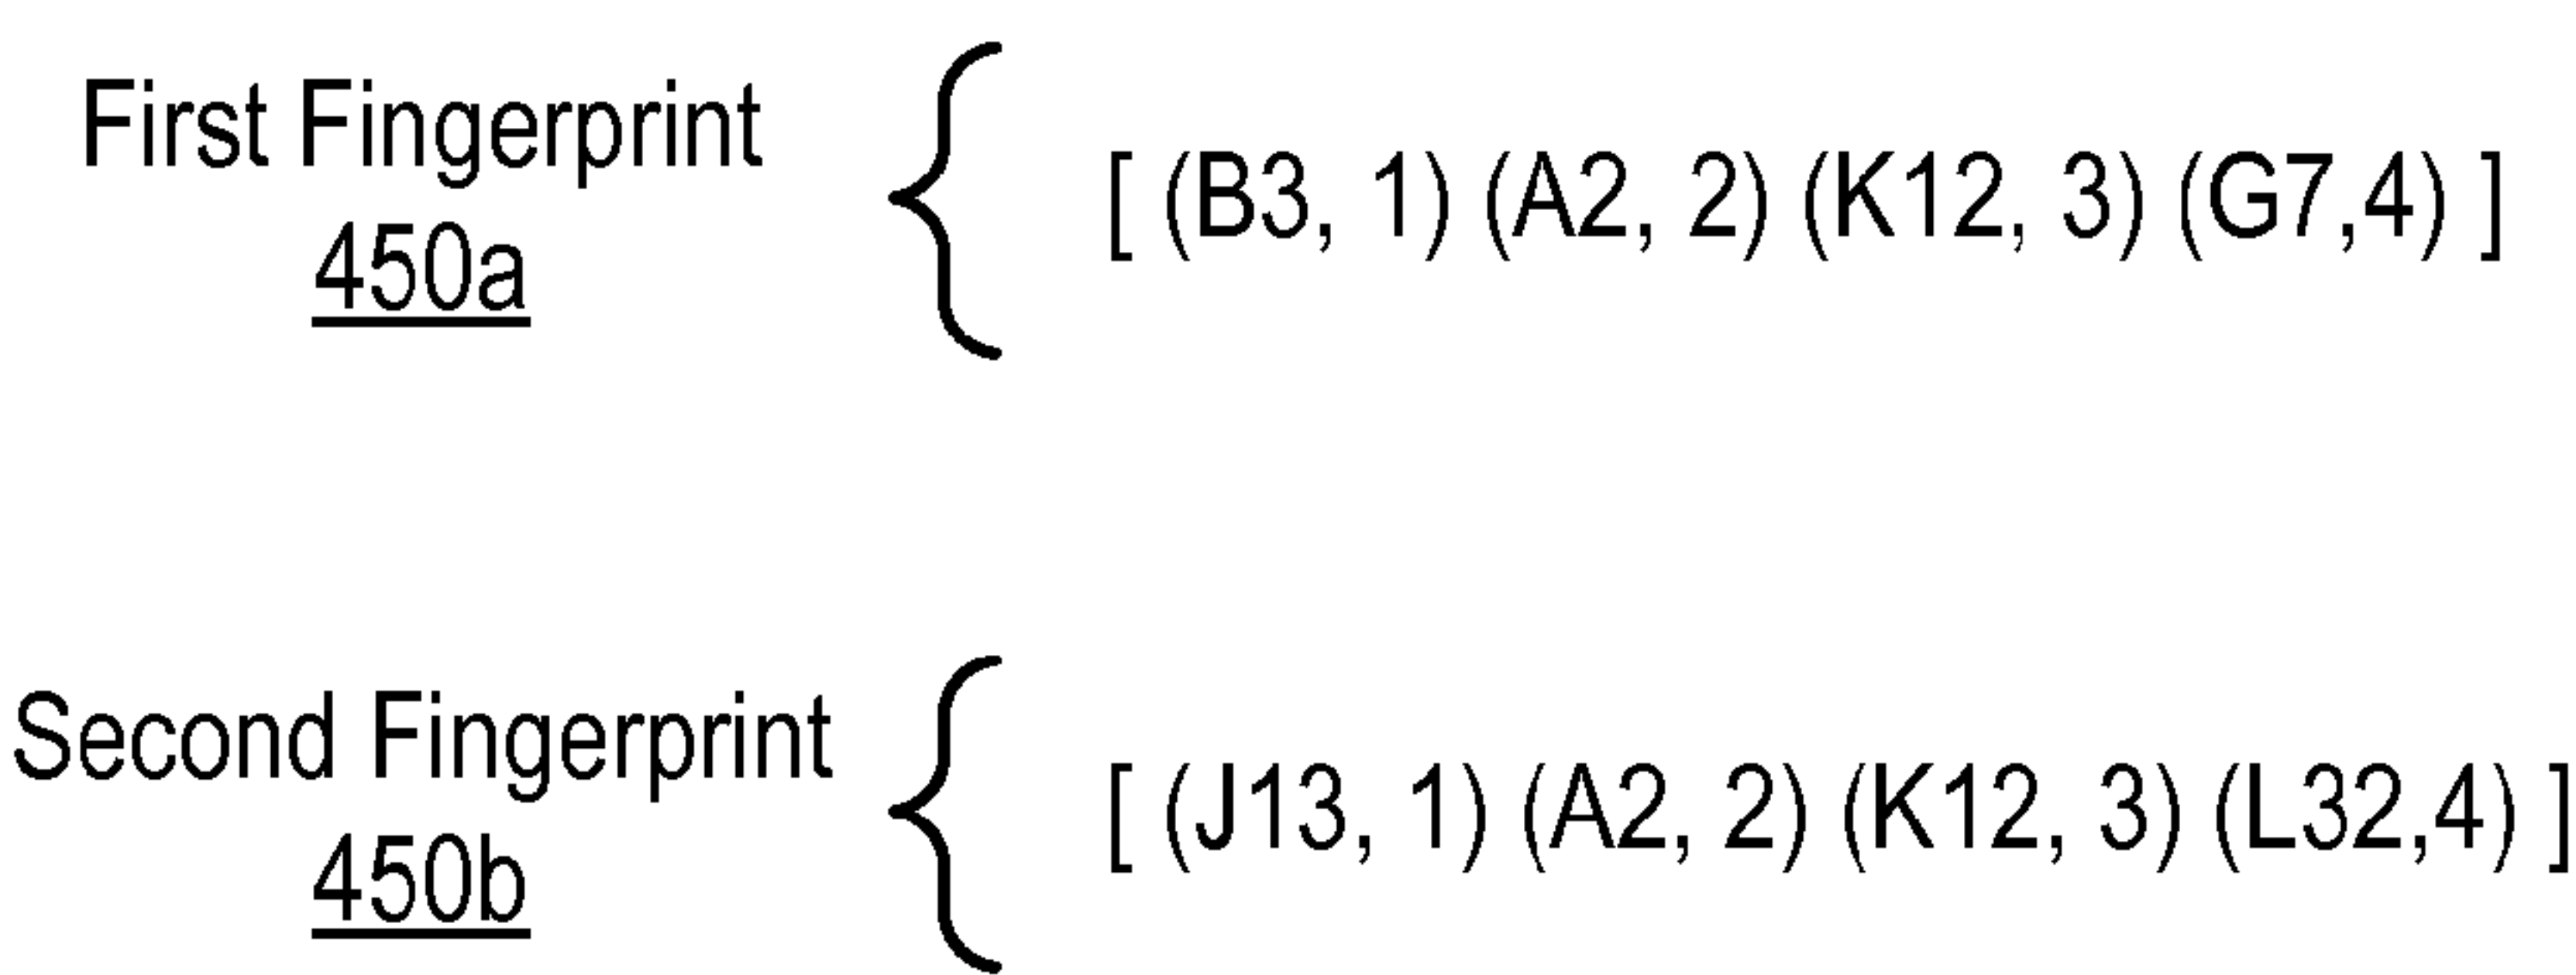 First Fingerprint
450a
[ (B3, 1) (A2, 2) (K12, 3) (G7,4) ]
Second Fingerprint
450b
[ (J13, 1) (A2, 2) (K12, 3) (L32,4) ]